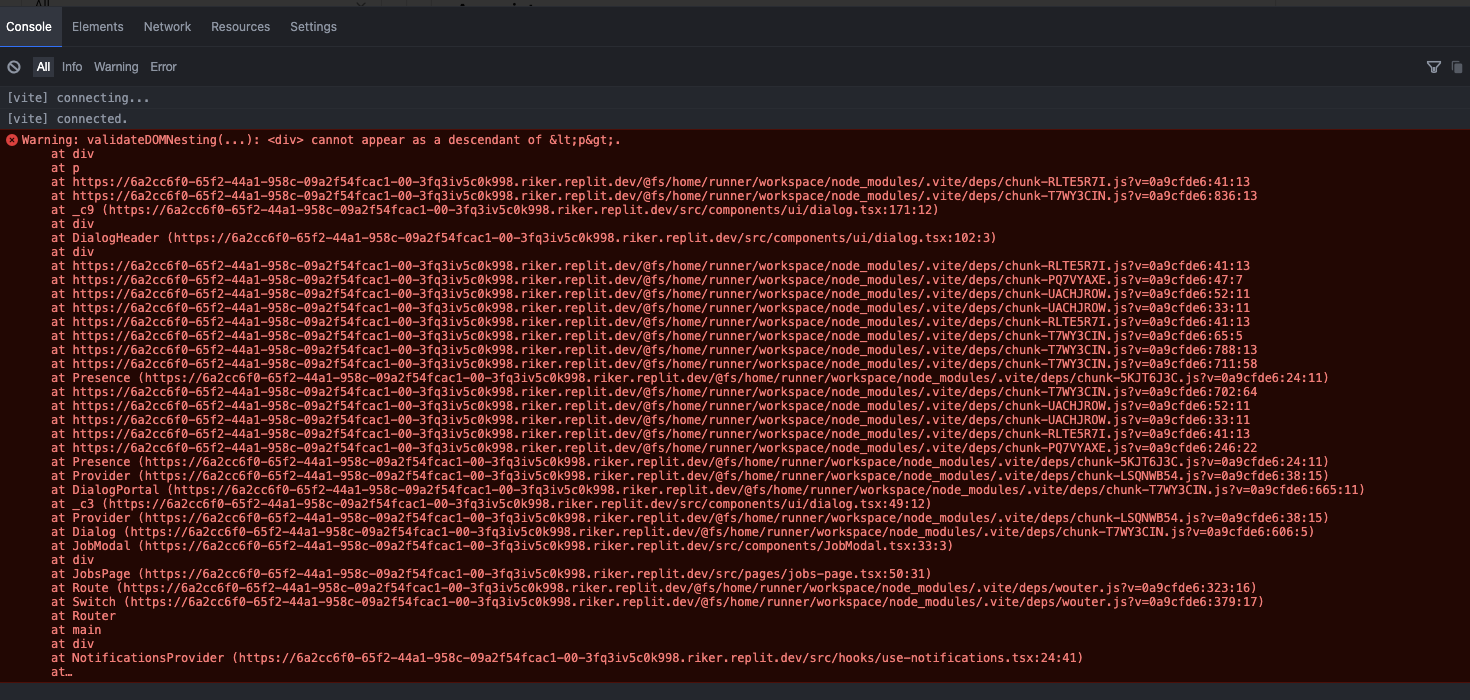 Console Elements Network Resources Settings
All Info Warning Error
[vite] connecting...
[vite] connected.
Warning: validateDOMNesting(...): <div> cannot appear as a descendant of &lt;p&gt;.
at div
at p
at https://6a2cc6f0-65f2-44a1-958c-09a2f54fcac1-00-3fq3iv5c0k998.riker.replit.dev/@fs/home/runner/workspace/node_modules/.vite/deps/chunk-RLTE5R7I.js?v=0a9cfde6:41:13
at https://6a2cc6f0-65f2-44a1-958c-09a2f54fcac1-00-3fq3iv5c0k998.riker.replit.dev/@fs/home/runner/workspace/node_modules/.vite/deps/chunk-T7WY3CIN.js?v=0a9cfde6:836:13
at _c9 (https://6a2cc6f0-65f2-44a1-958c-09a2f54fcac1-00-3fq3iv5c0k998.riker.replit.dev/src/components/ui/dialog.tsx:171:12)
at div
at DialogHeader (https://6a2cc6f0-65f2-44a1-958c-09a2f54fcac1-00-3fq3iv5c0k998.riker.replit.dev/src/components/ui/dialog.tsx:102:3)
at div
at https://6a2cc6f0-65f2-44a1-958c-09a2f54fcac1-00-3fq3iv5c0k998.riker.replit.dev/@fs/home/runner/workspace/node_modules/.vite/deps/chunk-RLTE5R7I.js?v=0a9cfde6:41:13
at https://6a2cc6f0-65f2-44a1-958c-09a2f54fcac1-00-3fq3iv5c0k998.riker.replit.dev/@fs/home/runner/workspace/node_modules/.vite/deps/chunk-PQ7VYAXE.js?v=0a9cfde6:47:7
at https://6a2cc6f0-65f2-44a1-958c-09a2f54fcac1-00-3fq3iv5c0k998.riker.replit.dev/@fs/home/runner/workspace/node_modules/.vite/deps/chunk-UACHJROW.js?v=0a9cfde6:52:11
at https://6a2cc6f0-65f2-44a1-958c-09a2f54fcac1-00-3fq3iv5c0k998.riker.replit.dev/@fs/home/runner/workspace/node_modules/.vite/deps/chunk-UACHJROW.js?v=0a9cfde6:33:11
at https://6a2cc6f0-65f2-44a1-958c-09a2f54fcac1-00-3fq3iv5c0k998.riker.replit.dev/@fs/home/runner/workspace/node_modules/.vite/deps/chunk-RLTE5R7I.js?v=0a9cfde6:41:13
at https://6a2cc6f0-65f2-44a1-958c-09a2f54fcac1-00-3fq3iv5c0k998.riker.replit.dev/@fs/home/runner/workspace/node_modules/.vite/deps/chunk-T7WY3CIN.js?v=0a9cfde6:65:5
at https://6a2cc6f0-65f2-44a1-958c-09a2f54fcac1-00-3fq3iv5c0k998.riker.replit.dev/@fs/home/runner/workspace/node_modules/.vite/deps/chunk-T7WY3CIN.js?v=0a9cfde6:788:13
at https://6a2cc6f0-65f2-44a1-958c-09a2f54fcac1-00-3fq3iv5c0k998.riker.replit.dev/@fs/home/runner/workspace/node_modules/.vite/deps/chunk-T7WY3CIN.js?v=0a9cfde6:711:58
at Presence (https://6a2cc6f0-65f2-44a1-958c-09a2f54fcac1-00-3fq3iv5c0k998.riker.replit.dev/@fs/home/runner/workspace/node_modules/.vite/deps/chunk-5KJT6J3C.js?v=0a9cfde6:24:11)
at https://6a2cc6f0-65f2-44a1-958c-09a2f54fcac1-00-3fq3iv5c0k998.riker.replit.dev/@fs/home/runner/workspace/node_modules/.vite/deps/chunk-T7WY3CIN.js?v=0a9cfde6:702:64
at https://6a2cc6f0-65f2-44a1-958c-09a2f54fcac1-00-3fq3iv5c0k998.riker.replit.dev/@fs/home/runner/workspace/node_modules/.vite/deps/chunk-UACHJROW.js?v=0a9cfde6:52:11
at https://6a2cc6f0-65f2-44a1-958c-09a2f54fcac1-00-3fq3iv5c0k998.riker.replit.dev/@fs/home/runner/workspace/node_modules/.vite/deps/chunk-UACHJROW.js?v=0a9cfde6:33:11
at https://6a2cc6f0-65f2-44a1-958c-09a2f54fcac1-00-3fq3iv5c0k998.riker.replit.dev/@fs/home/runner/workspace/node_modules/.vite/deps/chunk-RLTE5R7I.js?v=0a9cfde6:41:13
at https://6a2cc6f0-65f2-44a1-958c-09a2f54fcac1-00-3fq3iv5c0k998.riker.replit.dev/@fs/home/runner/workspace/node_modules/.vite/deps/chunk-PQ7VYAXE.js?v=0a9cfde6:246:22
at Presence (https://6a2cc6f0-65f2-44a1-958c-09a2f54fcac1-00-3fq3iv5c0k998.riker.replit.dev/@fs/home/runner/workspace/node_modules/.vite/deps/chunk-5KJT6J3C.js?v=0a9cfde6:24:11)
at Provider (https://6a2cc6f0-65f2-44a1-958c-09a2f54fcac1-00-3fq3iv5c0k998.riker.replit.dev/@fs/home/runner/workspace/node_modules/.vite/deps/chunk-LSQNWB54.js?v=0a9cfde6:38:15)
at DialogPortal (https://6a2cc6f0-65f2-44a1-958c-09a2f54fcac1-00-3fq3iv5c0k998.riker.replit.dev/@fs/home/runner/workspace/node_modules/.vite/deps/chunk-T7WY3CIN.js?v=0a9cfde6:665:11)
at _c3 (https://6a2cc6f0-65f2-44a1-958c-09a2f54fcac1-00-3fq3iv5c0k998.riker.replit.dev/src/components/ui/dialog.tsx:49:12)
at Provider (https://6a2cc6f0-65f2-44a1-958c-09a2f54fcac1-00-3fq3iv5c0k998.riker.replit.dev/@fs/home/runner/workspace/node_modules/.vite/deps/chunk-LSQNWB54.js?v=0a9cfde6:38:15)
at Dialog (https://6a2cc6f0-65f2-44a1-958c-09a2f54fcac1-00-3fq3iv5c0k998.riker.replit.dev/@fs/home/runner/workspace/node_modules/.vite/deps/chunk-T7WY3CIN.js?v=0a9cfde6:606:5)
at JobModal (https://6a2cc6f0-65f2-44a1-958c-09a2f54fcac1-00-3fq3iv5c0k998.riker.replit.dev/src/components/JobModal.tsx:33:3)
at div
at JobsPage (https://6a2cc6f0-65f2-44a1-958c-09a2f54fcac1-00-3fq3iv5c0k998.riker.replit.dev/src/pages/jobs-page.tsx:50:31)
at Route (https://6a2cc6f0-65f2-44a1-958c-09a2f54fcac1-00-3fq3iv5c0k998.riker.replit.dev/@fs/home/runner/workspace/node_modules/.vite/deps/wouter.js?v=0a9cfde6:323:16)
at Switch (https://6a2cc6f0-65f2-44a1-958c-09a2f54fcac1-00-3fq3iv5c0k998.riker.replit.dev/@fs/home/runner/workspace/node_modules/.vite/deps/wouter.js?v=0a9cfde6:379:17)
at Router
at main
at div
at NotificationsProvider (https://6a2cc6f0-65f2-44a1-958c-09a2f54fcac1-00-3fq3iv5c0k998.riker.replit.dev/src/hooks/use-notifications.tsx:24:41)
at…